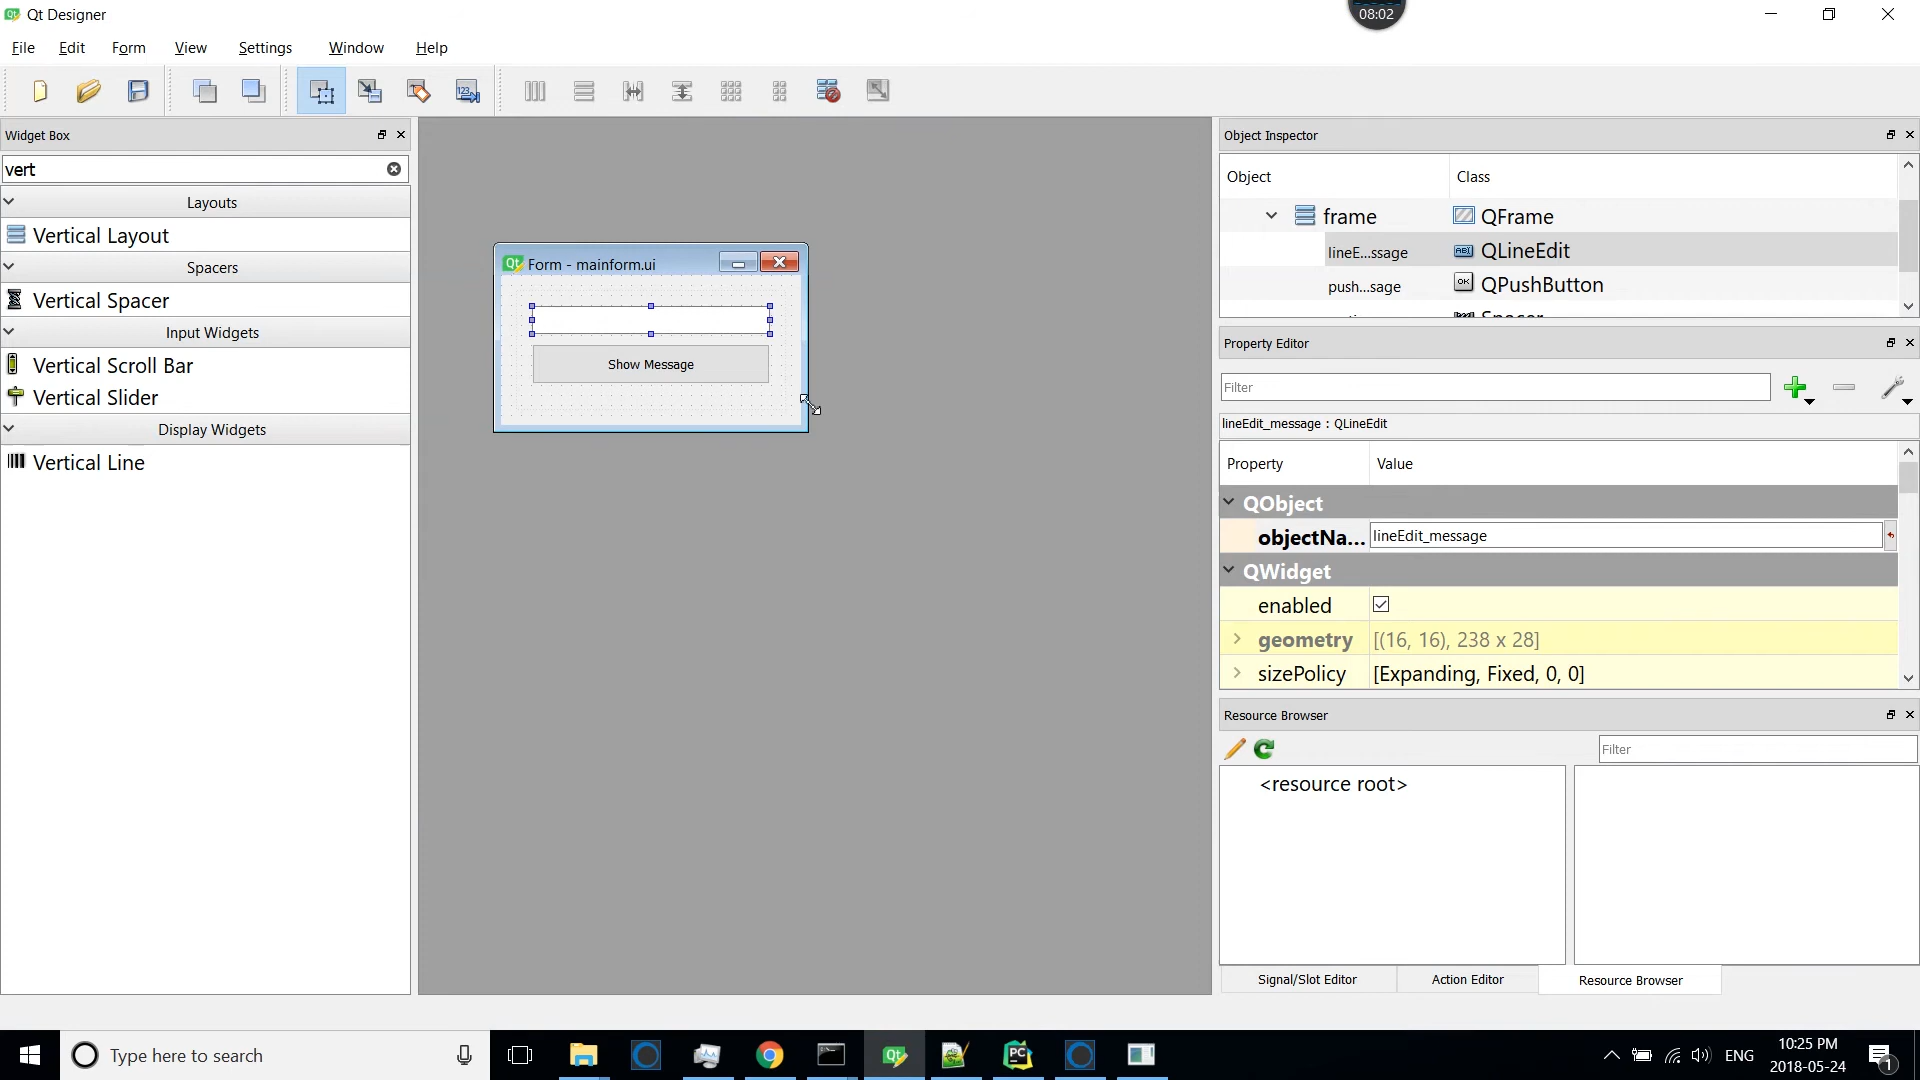 Qt Designer
08:02
File Edit Form View Settings Window Help
Widget Box
vert
Layouts
Vertical Layout
Spacers
Vertical Spacer
Input Widgets
Vertical Scroll Bar
Vertical Slider
Display Widgets
Vertical Line
Qt Form - mainform.ui
Show Message
Object Inspector
Object Class
frame QFrame
lineE...ssage QLineEdit
push...sage QPushButton
Property Editor
Filter
lineEdit_message : QLineEdit
Property Value
QObject
objectNa... lineEdit_message
QWidget
enabled
geometry [(16, 16), 238 x 28]
sizePolicy [Expanding, Fixed, 0, 0]
Resource Browser
Filter
<resource root>
Signal/Slot Editor Action Editor Resource Browser
Type here to search
Qt
PC
ENG
10:25 PM
2018-05-24
1